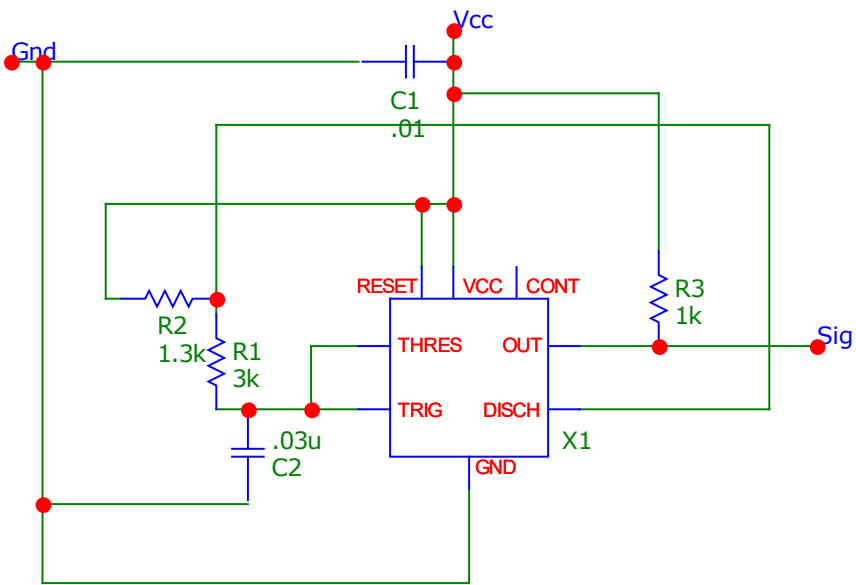 Vcc
Gnd
C1
.01
RESET
VCC
CONT
R3
1k
R2
1.3k
R1
3k
THRES
OUT
Sig
TRIG
DISCH
X1
.03u
C2
GND